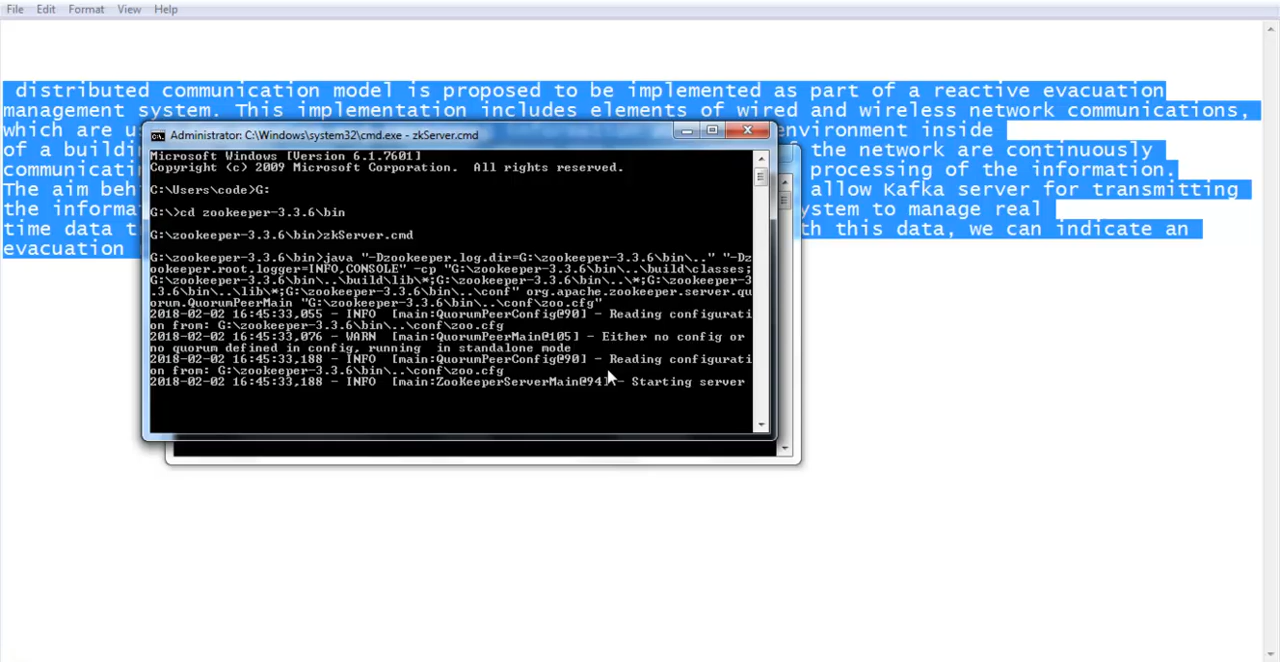 File Edit Format View Help
distributed communication model is proposed to be implemented as part of a reactive evacuation
management system. This implementation includes elements of wired and wireless network communications,
which are us environment inside
of a buildin the network are continuously
communicati processing of the information.
The aim beh allow Kafka server for transmitting
the informa system to manage real
time data t th this data, we can indicate an
evacuation
Administrator: C:\Windows\system32\cmd.exe - zkServer.cmd
Microsoft Windows [Version 6.1.7601]
Copyright (c) 2009 Microsoft Corporation.  All rights reserved.
C:\Users\code>G:
G:\>cd zookeeper-3.3.6\bin
G:\zookeeper-3.3.6\bin>zkServer.cmd
G:\zookeeper-3.3.6\bin>java "-Dzookeeper.log.dir=G:\zookeeper-3.3.6\bin\.." "-Dz
ookeeper.root.logger=INFO,CONSOLE" -cp "G:\zookeeper-3.3.6\bin\..\build\classes;
G:\zookeeper-3.3.6\bin\..\build\lib\*;G:\zookeeper-3.3.6\bin\..\*;G:\zookeeper-3
.3.6\bin\..\lib\*;G:\zookeeper-3.3.6\bin\..\conf" org.apache.zookeeper.server.qu
orum.QuorumPeerMain "G:\zookeeper-3.3.6\bin\..\conf\zoo.cfg"
2018-02-02 16:45:33,055 - INFO  [main:QuorumPeerConfig@90] - Reading configurati
on from: G:\zookeeper-3.3.6\bin\..\conf\zoo.cfg
2018-02-02 16:45:33,076 - WARN  [main:QuorumPeerMain@105] - Either no config or
no quorum defined in config, running  in standalone mode
2018-02-02 16:45:33,188 - INFO  [main:QuorumPeerConfig@90] - Reading configurati
on from: G:\zookeeper-3.3.6\bin\..\conf\zoo.cfg
2018-02-02 16:45:33,188 - INFO  [main:ZooKeeperServerMain@94] - Starting server